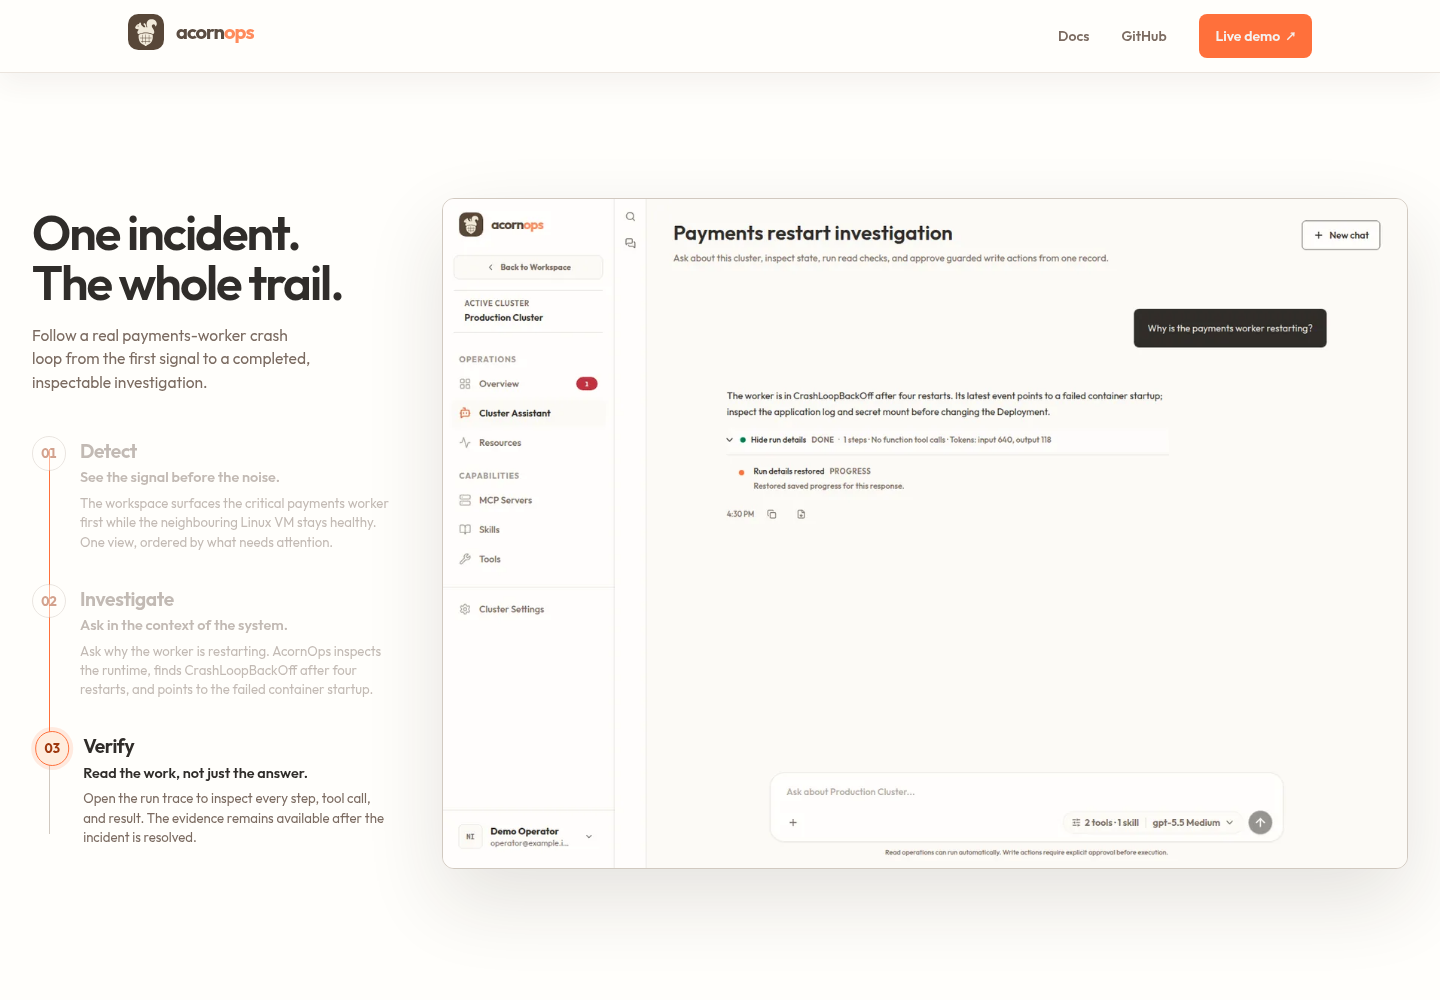 acornops
Docs
GitHub
Live demo ↗
One incident.
The whole trail.
Follow a real payments-worker crash
loop from the first signal to a completed,
inspectable investigation.
01
Detect
See the signal before the noise.
The workspace surfaces the critical payments worker
first while the neighbouring Linux VM stays healthy.
One view, ordered by what needs attention.
02
Investigate
Ask in the context of the system.
Ask why the worker is restarting. AcornOps inspects
the runtime, finds CrashLoopBackOff after four
restarts, and points to the failed container startup.
03
Verify
Read the work, not just the answer.
Open the run trace to inspect every step, tool call,
and result. The evidence remains available after the
incident is resolved.
acornops
Back to Workspace
ACTIVE CLUSTER
Production Cluster
OPERATIONS
Overview
1
Cluster Assistant
Resources
CAPABILITIES
MCP Servers
Skills
Tools
Cluster Settings
NI
Demo Operator
operator@example.i...
Payments restart investigation
Ask about this cluster, inspect state, run read checks, and approve guarded write actions from one record.
+ New chat
Why is the payments worker restarting?
The worker is in CrashLoopBackOff after four restarts. Its latest event points to a failed container startup;
inspect the application log and secret mount before changing the Deployment.
Hide run details DONE · 1 steps · No function tool calls · Tokens: input 640, output 118
Run details restored PROGRESS
Restored saved progress for this response.
4:30 PM
Ask about Production Cluster...
+
2 tools · 1 skill
gpt-5.5 Medium
Read operations can run automatically. Write actions require explicit approval before execution.